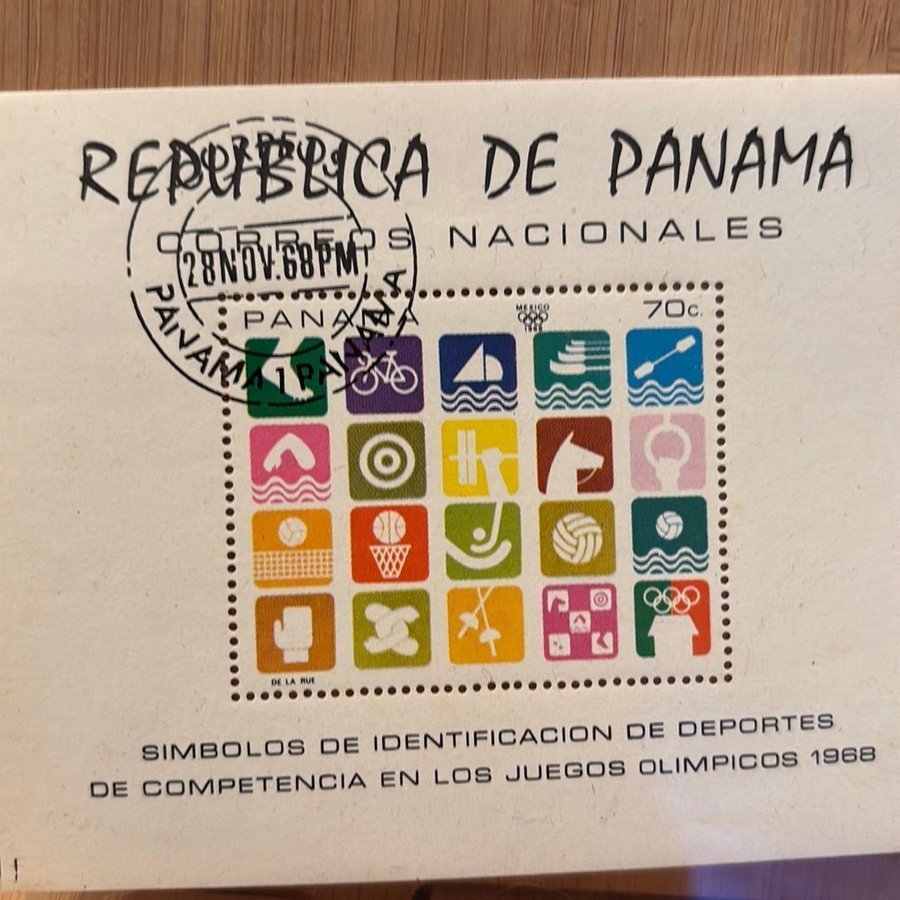 REPUBLICA DE PANAMA
CORREOS NACIONALES
CORREOS
28NOV.68PM
PANAMA 1 PANAMA
PANAMA
MEXICO
1968
70c.
DE LA RUE
SIMBOLOS DE IDENTIFICACION DE DEPORTES
DE COMPETENCIA EN LOS JUEGOS OLIMPICOS 1968